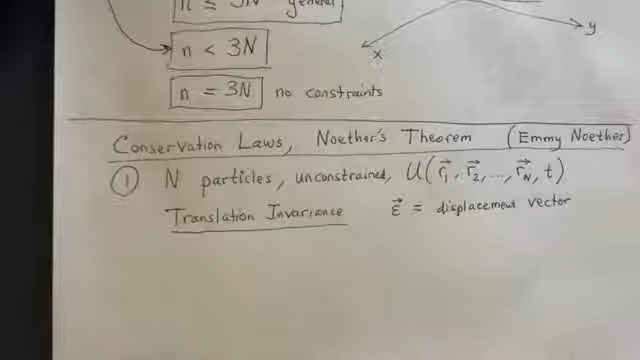 n ≤ 3N general
n < 3N
y
x
n = 3N no constraints
Conservation Laws, Noether's Theorem (Emmy Noether)
① N particles, unconstrained, U(r⃗₁, r⃗₂, ..., r⃗_N, t)
Translation Invariance ε⃗ = displacement vector